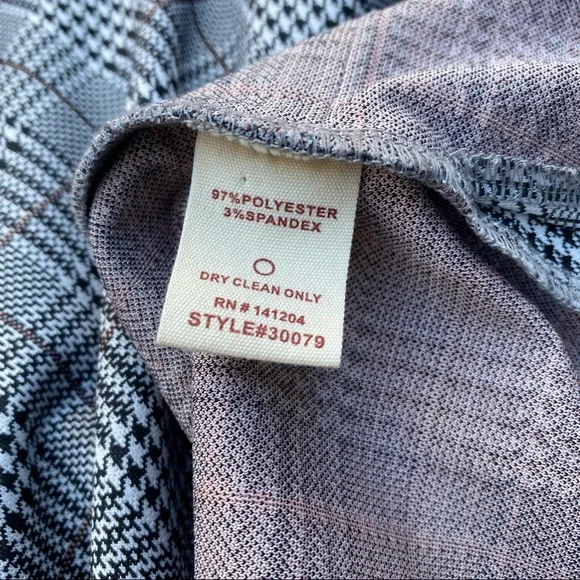 97%POLYESTER
3%SPANDEX
DRY CLEAN ONLY
RN # 141204
STYLE#30079